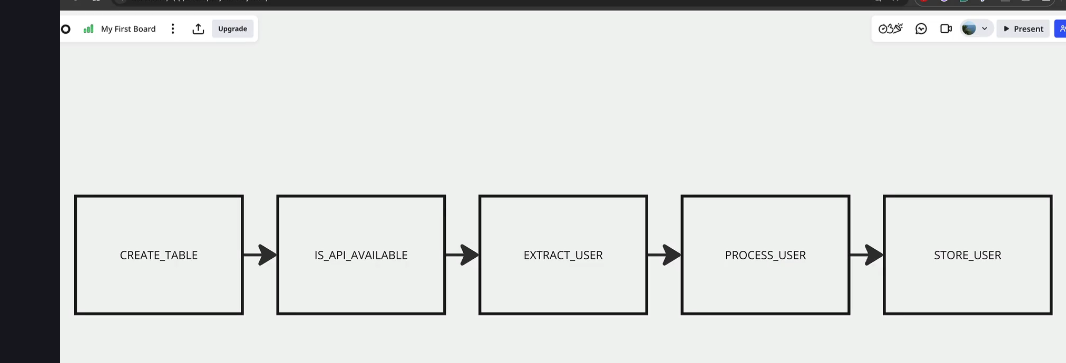 My First Board
Upgrade
Present
CREATE_TABLE
IS_API_AVAILABLE
EXTRACT_USER
PROCESS_USER
STORE_USER